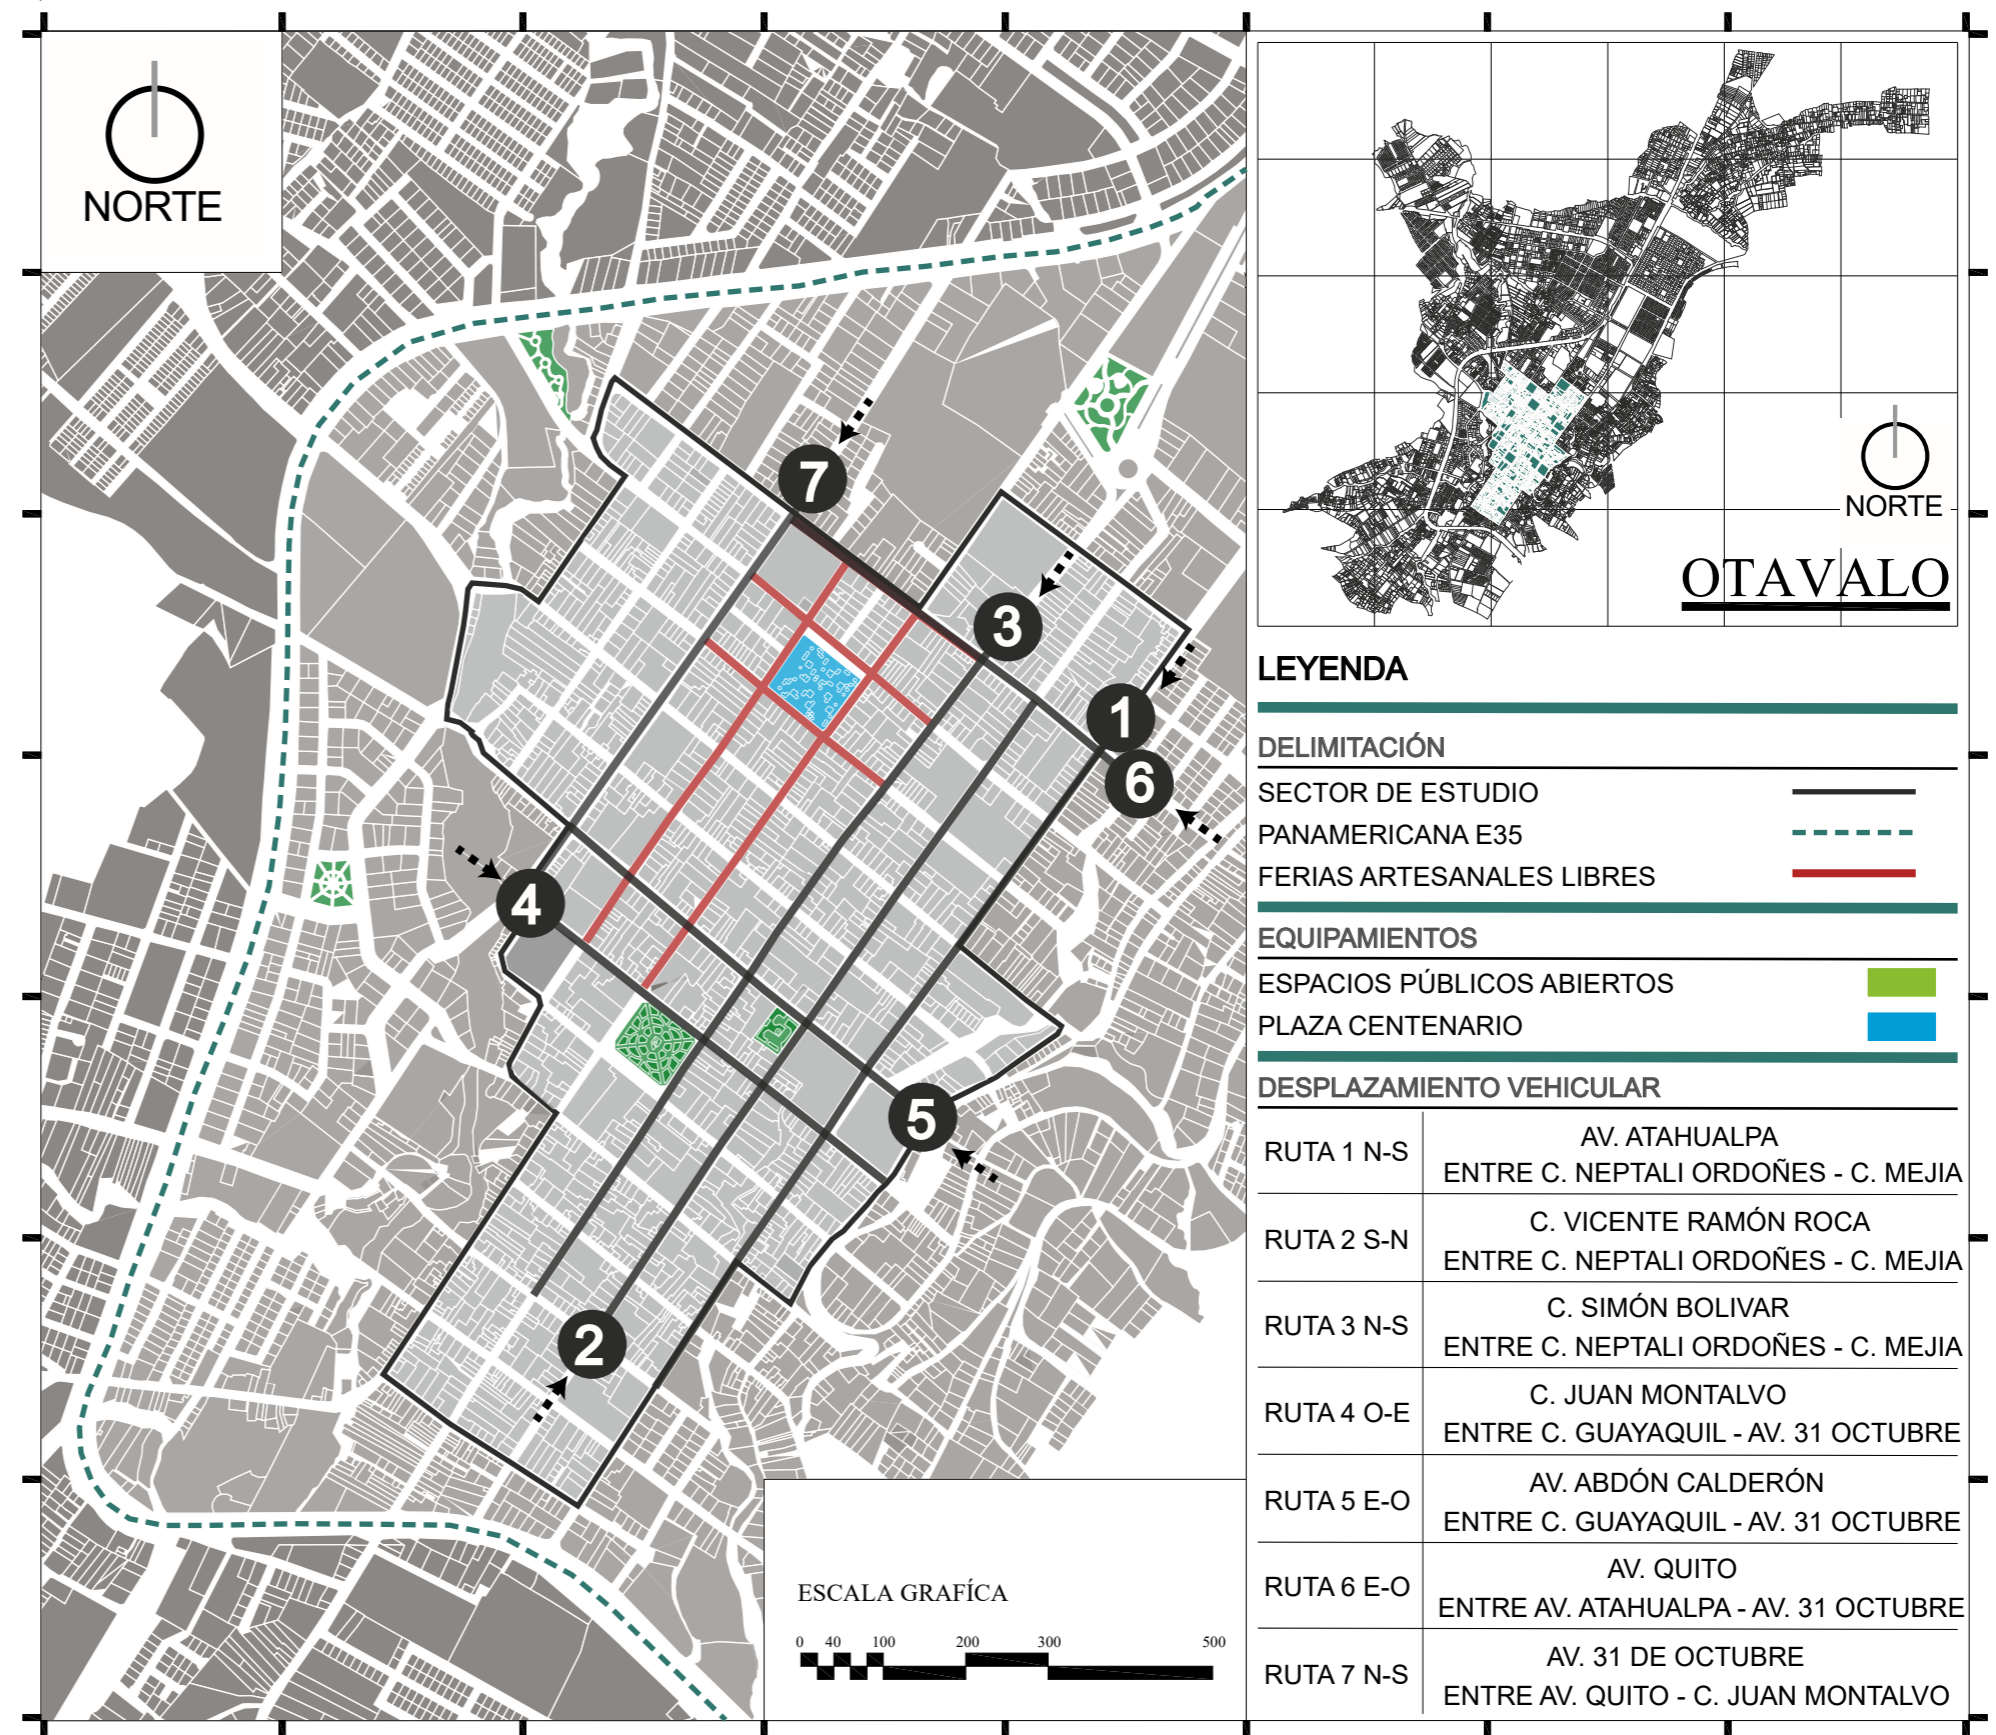 NORTE
7
3
1
6
4
5
2
ESCALA GRAFÍCA
0 40 100 200 300 500
NORTE
OTAVALO
LEYENDA
DELIMITACIÓN
SECTOR DE ESTUDIO
PANAMERICANA E35
FERIAS ARTESANALES LIBRES
EQUIPAMIENTOS
ESPACIOS PÚBLICOS ABIERTOS
PLAZA CENTENARIO
DESPLAZAMIENTO VEHICULAR
RUTA 1 N-S
AV. ATAHUALPA
ENTRE C. NEPTALI ORDOÑES - C. MEJIA
RUTA 2 S-N
C. VICENTE RAMÓN ROCA
ENTRE C. NEPTALI ORDOÑES - C. MEJIA
RUTA 3 N-S
C. SIMÓN BOLIVAR
ENTRE C. NEPTALI ORDOÑES - C. MEJIA
RUTA 4 O-E
C. JUAN MONTALVO
ENTRE C. GUAYAQUIL - AV. 31 OCTUBRE
RUTA 5 E-O
AV. ABDÓN CALDERÓN
ENTRE C. GUAYAQUIL - AV. 31 OCTUBRE
RUTA 6 E-O
AV. QUITO
ENTRE AV. ATAHUALPA - AV. 31 OCTUBRE
RUTA 7 N-S
AV. 31 DE OCTUBRE
ENTRE AV. QUITO - C. JUAN MONTALVO